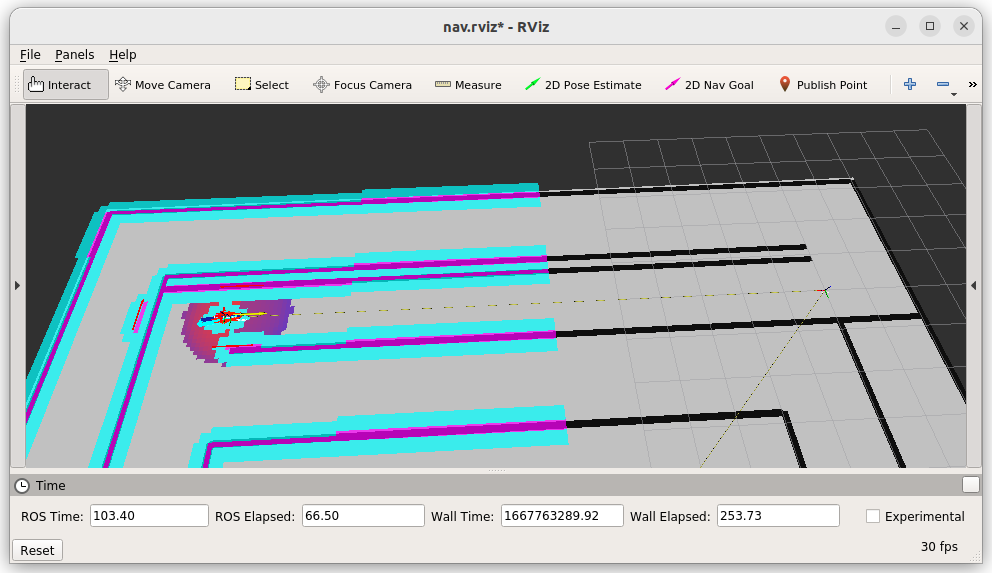 nav.rviz* - RViz
File Panels Help
Interact Move Camera Select Focus Camera Measure 2D Pose Estimate 2D Nav Goal Publish Point »
Time
ROS Time: 103.40 ROS Elapsed: 66.50 Wall Time: 1667763289.92 Wall Elapsed: 253.73 Experimental
Reset 30 fps